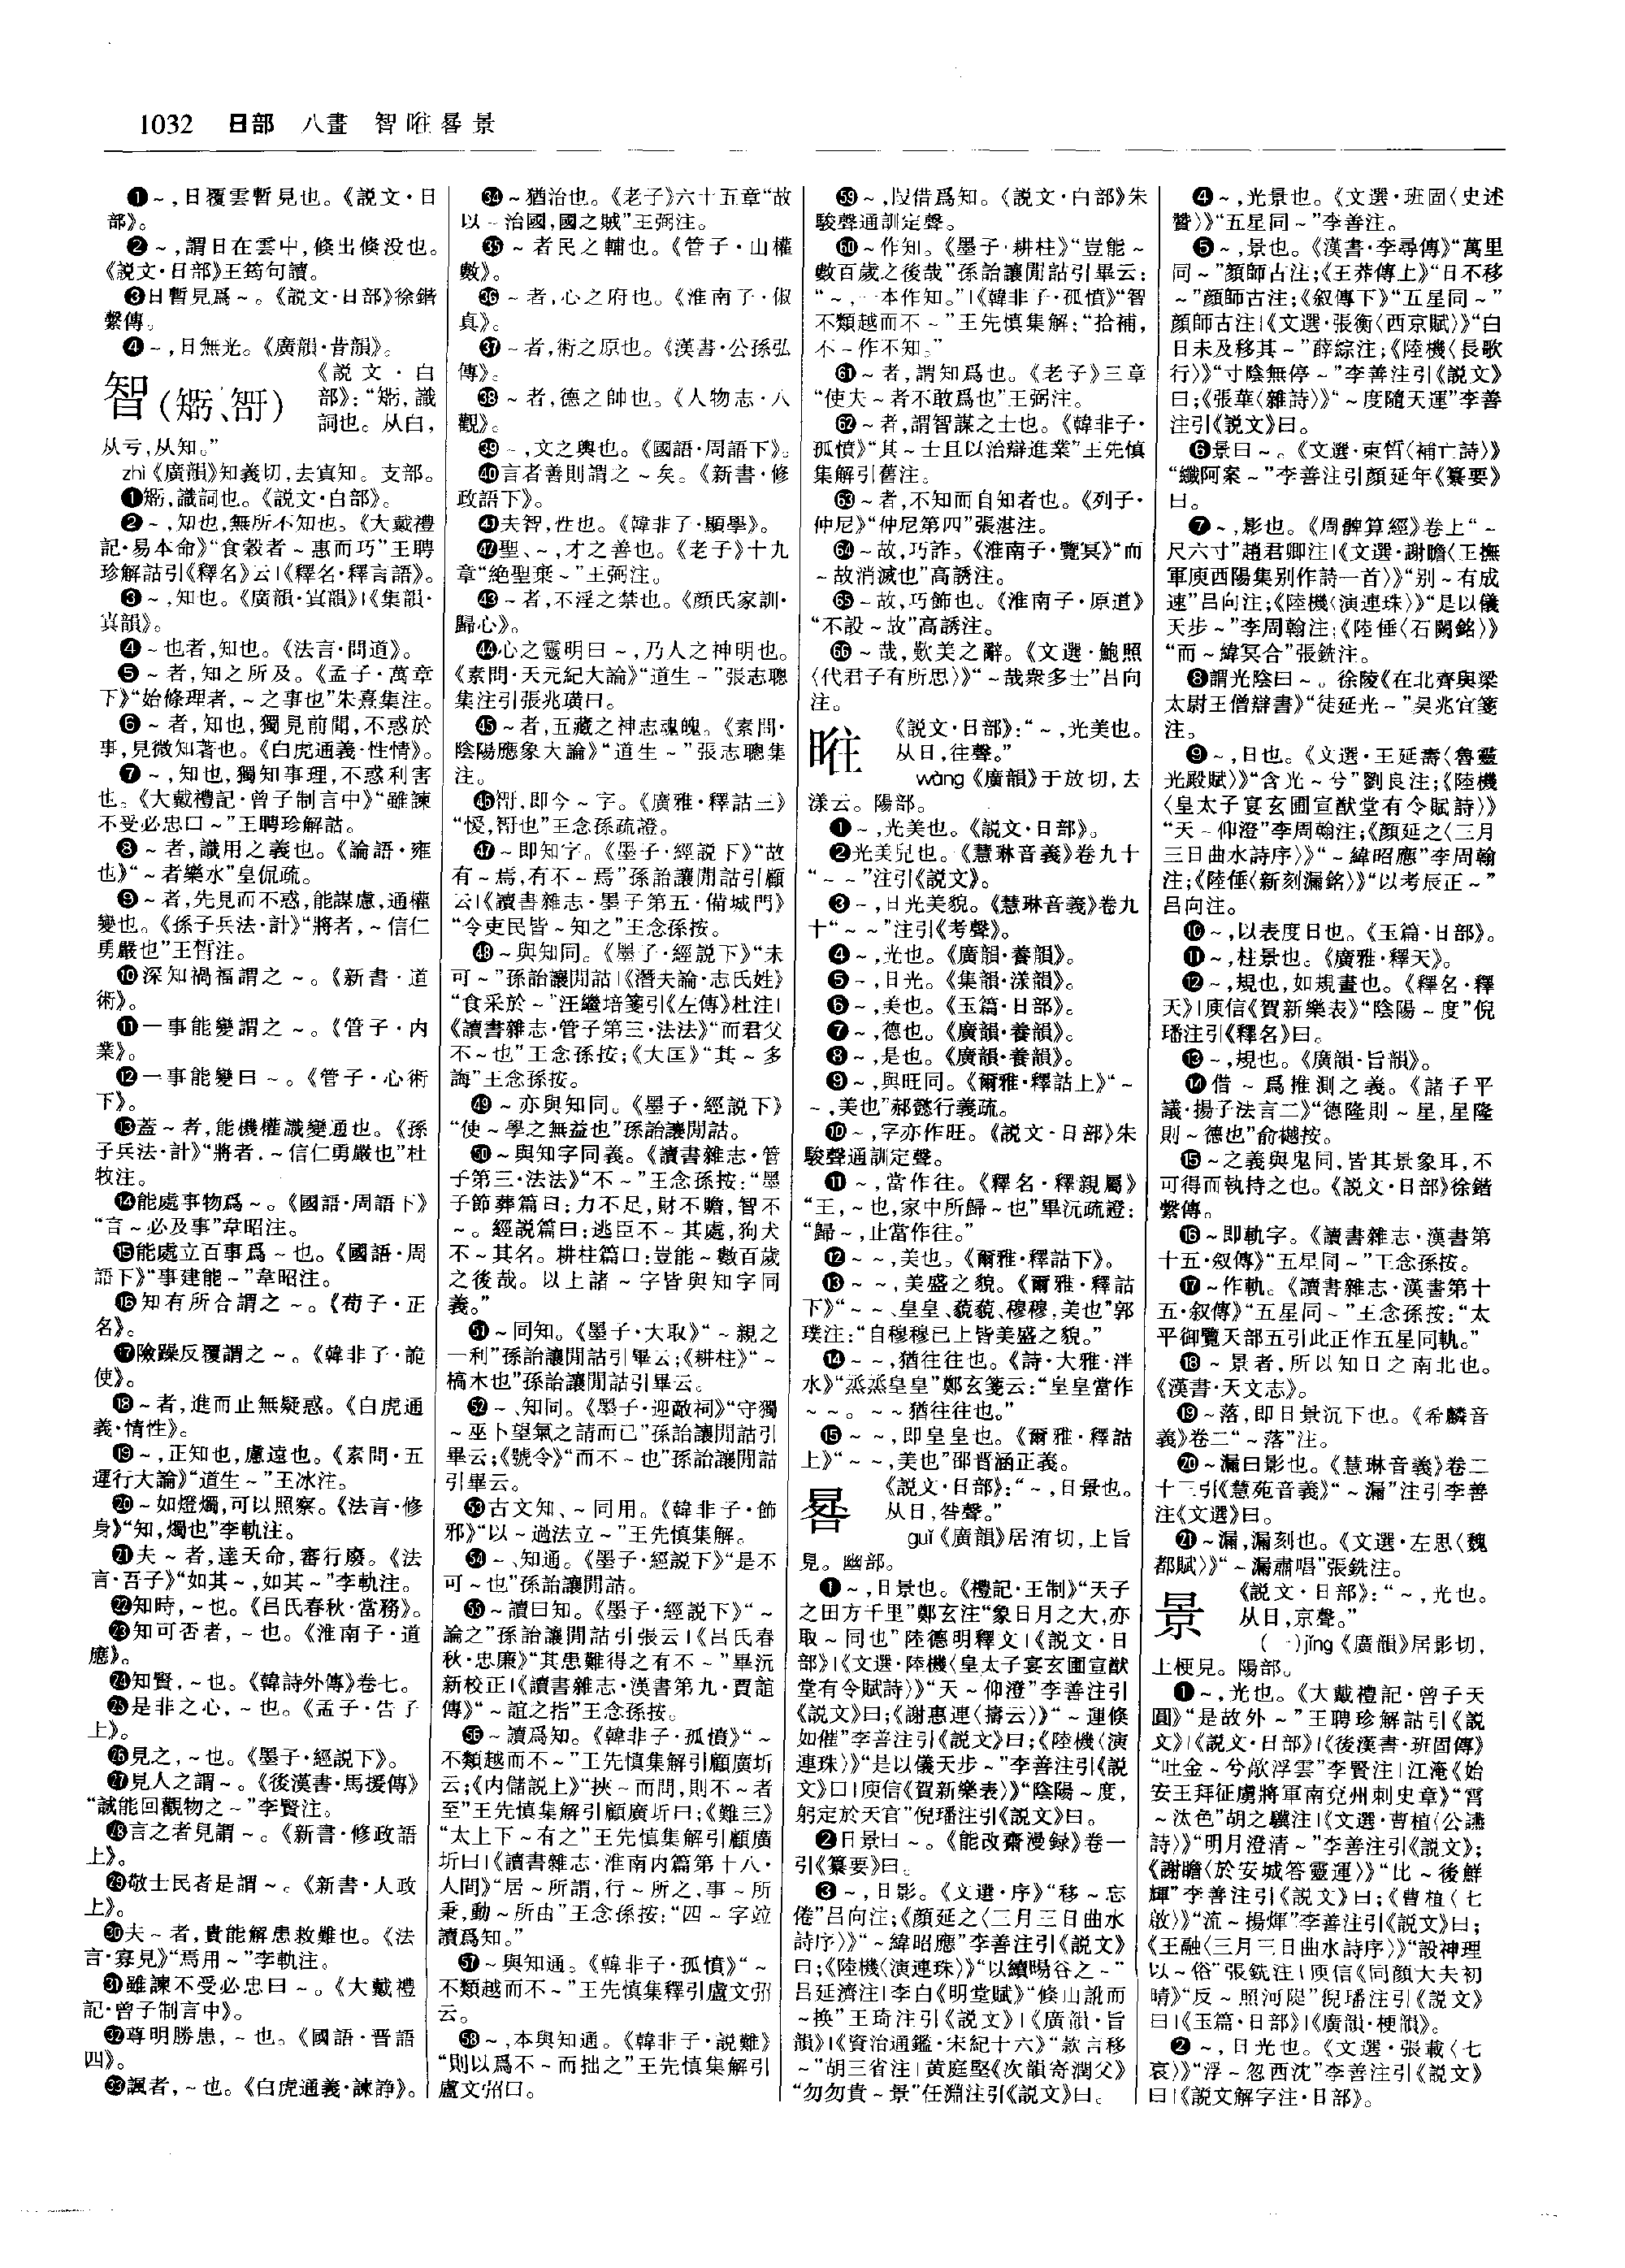 1032 日部 八畫 智暀晷景
❶～,日覆雲暫見也。《説文·日
部》。
❷～,謂日在雲中,倏出倏没也。
《説文·日部》王筠句讀。
❸日暫見爲～。《説文·日部》徐鍇
繫傳。
❹～,日無光。《廣韻·昔韻》。
智(𥏼、𥏾) 《説文·白
部》:“𥏼,識
詞也。从白,
从亏,从知。”
zhì《廣韻》知義切,去寘知。支部。
❶𥏼,識詞也。《説文·白部》。
❷～,知也,無所不知也。《大戴禮
記·易本命》“食穀者～惠而巧”王聘
珍解詁引《釋名》云|《釋名·釋言語》。
❸～,知也。《廣韻·寘韻》|《集韻·
寘韻》。
❹～也者,知也。《法言·問道》。
❺～者,知之所及。《孟子·萬章
下》“始條理者,～之事也”朱熹集注。
❻～者,知也,獨見前聞,不惑於
事,見微知著也。《白虎通義·性情》。
❼～,知也,獨知事理,不惑利害
也。《大戴禮記·曾子制言中》“雖諫
不受必忠曰～”王聘珍解詁。
❽～者,識用之義也。《論語·雍
也》“～者樂水”皇侃疏。
❾～者,先見而不惑,能謀慮,通權
變也。《孫子兵法·計》“將者,～信仁
勇嚴也”王晳注。
❿深知禍福謂之～。《新書·道
術》。
⓫一事能變謂之～。《管子·内
業》。
⓬一事能變曰～。《管子·心術
下》。
⓭蓋～者,能機權識變通也。《孫
子兵法·計》“將者,～信仁勇嚴也”杜
牧注。
⓮能處事物爲～。《國語·周語下》
“言～必及事”韋昭注。
⓯能處立百事爲～也。《國語·周
語下》“事建能～”韋昭注。
⓰知有所合謂之～。《荀子·正
名》。
⓱險躁反覆謂之～。《韓非子·詭
使》。
⓲～者,進而止無疑惑。《白虎通
義·情性》。
⓳～,正知也,慮遠也。《素問·五
運行大論》“道生～”王冰注。
⓴～如燈燭,可以照察。《法言·修
身》“知,燭也”李軌注。
㉑夫～者,達天命,審行廢。《法
言·吾子》“如其～,如其～”李軌注。
㉒知時,～也。《吕氏春秋·當務》。
㉓知可否者,～也。《淮南子·道
應》。
㉔知賢,～也。《韓詩外傳》卷七。
㉕是非之心,～也。《孟子·告子
上》。
㉖見之,～也。《墨子·經説下》。
㉗見人之謂～。《後漢書·馬援傳》
“誠能回觀物之～”李賢注。
㉘言之者見謂～。《新書·修政語
上》。
㉙敬士民者是謂～。《新書·大政
上》。
㉚夫～者,貴能解患救難也。《法
言·寡見》“焉用～”李軌注。
㉛雖諫不受必忠曰～。《大戴禮
記·曾子制言中》。
㉜尊明勝患,～也。《國語·晋語
四》。
㉝諷者,～也。《白虎通義·諫諍》。
㉞～猶治也。《老子》六十五章“故
以～治國,國之賊”王弼注。
㉟～者民之輔也。《管子·山權
數》。
㊱～者,心之府也。《淮南子·俶
真》。
㊲～者,術之原也。《漢書·公孫弘
傳》。
㊳～者,德之帥也。《人物志·八
觀》。
㊴～,文之輿也。《國語·周語下》。
㊵言者善則謂之～矣。《新書·修
政語下》。
㊶夫智,性也。《韓非子·顯學》。
㊷聖、～,才之善也。《老子》十九
章“絶聖棄～”王弼注。
㊸～者,不淫之禁也。《顔氏家訓·
歸心》。
㊹心之靈明曰～,乃人之神明也。
《素問·天元紀大論》“道生～”張志聰
集注引張兆璜曰。
㊺～者,五藏之神志魂魄。《素問·
陰陽應象大論》“道生～”張志聰集
注。
㊻𥏾,即今～字。《廣雅·釋詁三》
“㥄,𥏾也”王念孫疏證。
㊼～即知字。《墨子·經説下》“故
有～焉,有不～焉”孫詒讓閒詁引顧
云|《讀書雜志·墨子第五·備城門》
“令吏民皆～知之”王念孫按。
㊽～與知同。《墨子·經説下》“未
可～”孫詒讓閒詁|《潛夫論·志氏姓》
“食采於～”汪繼培箋引《左傳》杜注|
《讀書雜志·管子第三·法法》“而君父
不～也”王念孫按;《大匡》“其～多
誨”王念孫按。
㊾～亦與知同。《墨子·經説下》
“使～學之無益也”孫詒讓閒詁。
㊿～與知字同義。《讀書雜志·管
子第三·法法》“不～”王念孫按:“墨
子節葬篇曰:力不足,財不贍,智不
～。經説篇曰:逃臣不～其處,狗犬
不～其名。耕柱篇曰:豈能～數百歲
之後哉。以上諸～字皆與知字同
義。”
51～同知。《墨子·大取》“～親之
一利”孫詒讓閒詁引畢云;《耕柱》“～
槁木也”孫詒讓閒詁引畢云。
52～、知同。《墨子·迎敵祠》“守獨
～巫卜望氣之請而已”孫詒讓閒詁引
畢云;《號令》“而不～也”孫詒讓閒詁
引畢云。
53古文知、～同用。《韓非子·飾
邪》“以～過法立～”王先慎集解。
54～、知通。《墨子·經説下》“是不
可～也”孫詒讓閒詁。
55～讀曰知。《墨子·經説下》“～
論之”孫詒讓閒詁引張云|《吕氏春
秋·忠廉》“其患難得之有不～”畢沅
新校正|《讀書雜志·漢書第九·賈誼
傳》“～誼之指”王念孫按。
56～讀爲知。《韓非子·孤憤》“～
不類越而不～”王先慎集解引顧廣圻
云;《内儲説上》“挾～而問,則不～者
至”王先慎集解引顧廣圻曰;《難三》
“太上下～有之”王先慎集解引顧廣
圻曰|《讀書雜志·淮南内篇第十八·
人間》“居～所謂,行～所之,事～所
秉,動～所由”王念孫按:“四～字竝
讀爲知。”
57～與知通。《韓非子·孤憤》“～
不類越而不～”王先慎集釋引盧文弨
云。
58～,本與知通。《韓非子·説難》
“則以爲不～而拙之”王先慎集解引
盧文弨曰。
59～,叚借爲知。《説文·白部》朱
駿聲通訓定聲。
60～作知。《墨子·耕柱》“豈能～
數百歲之後哉”孫詒讓閒詁引畢云:
“～,一本作知。”|《韓非子·孤憤》“智
不類越而不～”王先慎集解:“拾補,
不～作不知。”
61～者,謂知爲也。《老子》三章
“使夫～者不敢爲也”王弼注。
62～者,謂智謀之士也。《韓非子·
孤憤》“其～士且以治辯進業”王先慎
集解引舊注。
63～者,不知而自知者也。《列子·
仲尼》“仲尼第四”張湛注。
64～故,巧詐。《淮南子·覽冥》“而
～故消滅也”高誘注。
65～故,巧飾也。《淮南子·原道》
“不設～故”高誘注。
66～哉,歎美之辭。《文選·鮑照
〈代君子有所思〉》“～哉衆多士”吕向
注。
暀 《説文·日部》:“～,光美也。
从日,往聲。”
wàng《廣韻》于放切,去
漾云。陽部。
❶～,光美也。《説文·日部》。
❷光美皃也。《慧琳音義》卷九十
“～～”注引《説文》。
❸～,日光美貌。《慧琳音義》卷九
十“～～”注引《考聲》。
❹～,光也。《廣韻·養韻》。
❺～,日光。《集韻·漾韻》。
❻～,美也。《玉篇·日部》。
❼～,德也。《廣韻·養韻》。
❽～,是也。《廣韻·養韻》。
❾～,與旺同。《爾雅·釋詁上》“～
～,美也”郝懿行義疏。
❿～,字亦作旺。《説文·日部》朱
駿聲通訓定聲。
⓫～,當作往。《釋名·釋親屬》
“王,～也,家中所歸～也”畢沅疏證:
“歸～,止當作往。”
⓬～～,美也。《爾雅·釋詁下》。
⓭～～,美盛之貌。《爾雅·釋詁
下》“～～、皇皇、藐藐、穆穆,美也”郭
璞注:“自穆穆已上皆美盛之貌。”
⓮～～,猶往往也。《詩·大雅·泮
水》“烝烝皇皇”鄭玄箋云:“皇皇當作
～～。～～猶往往也。”
⓯～～,即皇皇也。《爾雅·釋詁
上》“～～,美也”邵晋涵正義。
晷 《説文·日部》:“～,日景也。
从日,咎聲。”
guǐ《廣韻》居洧切,上旨
見。幽部。
❶～,日景也。《禮記·王制》“天子
之田方千里”鄭玄注“象日月之大,亦
取～同也”陸德明釋文|《説文·日
部》|《文選·陸機〈皇太子宴玄圃宣猷
堂有令賦詩〉》“天～仰澄”李善注引
《説文》曰;《謝惠連〈擣云〉》“～運倏
如催”李善注引《説文》曰;《陸機〈演
連珠〉》“是以儀天步～”李善注引《説
文》曰|庾信《賀新樂表》“陰陽～度,
躬定於天官”倪璠注引《説文》曰。
❷日景曰～。《能改齋漫録》卷一
引《纂要》曰。
❸～,日影。《文選·序》“移～忘
倦”吕向注;《顔延之〈三月三日曲水
詩序〉》“～緯昭應”李善注引《説文》
曰;《陸機〈演連珠〉》“以續暘谷之～”
吕延濟注|李白《明堂賦》“倏山訛而
～换”王琦注引《説文》|《廣韻·旨
韻》|《資治通鑑·宋紀十六》“款言移
～”胡三省注|黄庭堅《次韻寄潤父》
“勿勿貴～景”任淵注引《説文》曰。
❹～,光景也。《文選·班固〈史述
贊〉》“五星同～”李善注。
❺～,景也。《漢書·李尋傳》“萬里
同～”顔師古注;《王莽傳上》“日不移
～”顔師古注;《叙傳下》“五星同～”
顔師古注|《文選·張衡〈西京賦〉》“白
日未及移其～”薛綜注;《陸機〈長歌
行〉》“寸陰無停～”李善注引《説文》
曰;《張華〈雜詩〉》“～度隨天運”李善
注引《説文》曰。
❻景曰～。《文選·束晳〈補亡詩〉》
“纖阿案～”李善注引顔延年《纂要》
曰。
❼～,影也。《周髀算經》卷上“～
尺六寸”趙君卿注|《文選·謝瞻〈王撫
軍庾西陽集别作詩一首〉》“别～有成
速”吕向注;《陸機〈演連珠〉》“是以儀
天步～”李周翰注;《陸倕〈石闕銘〉》
“而～緯冥合”張銑注。
❽謂光陰曰～。徐陵《在北齊與梁
太尉王僧辯書》“徒延光～”吴兆宜箋
注。
❾～,日也。《文選·王延壽〈魯靈
光殿賦〉》“含光～兮”劉良注;《陸機
〈皇太子宴玄圃宣猷堂有令賦詩〉》
“天～仰澄”李周翰注;《顔延之〈三月
三日曲水詩序〉》“～緯昭應”李周翰
注;《陸倕〈新刻漏銘〉》“以考辰正～”
吕向注。
❿～,以表度日也。《玉篇·日部》。
⓫～,柱景也。《廣雅·釋天》。
⓬～,規也,如規畫也。《釋名·釋
天》|庾信《賀新樂表》“陰陽～度”倪
璠注引《釋名》曰。
⓭～,規也。《廣韻·旨韻》。
⓮借～爲推測之義。《諸子平
議·揚子法言二》“德隆則～星,星隆
則～德也”俞樾按。
⓯～之義與鬼同,皆其景象耳,不
可得而執持之也。《説文·日部》徐鍇
繫傳。
⓰～即軌字。《讀書雜志·漢書第
十五·叙傳》“五星同～”王念孫按。
⓱～作軌。《讀書雜志·漢書第十
五·叙傳》“五星同～”王念孫按:“太
平御覽天部五引此正作五星同軌。”
⓲～景者,所以知日之南北也。
《漢書·天文志》。
⓳～落,即日景沉下也。《希麟音
義》卷二“～落”注。
⓴～漏日影也。《慧琳音義》卷二
十二引《慧苑音義》“～漏”注引李善
注《文選》曰。
㉑～漏,漏刻也。《文選·左思〈魏
都賦〉》“～漏肅唱”張銑注。
景 《説文·日部》:“～,光也。
从日,京聲。”
(一)jǐng《廣韻》居影切,
上梗見。陽部。
❶～,光也。《大戴禮記·曾子天
圓》“是故外～”王聘珍解詁引《説
文》|《説文·日部》|《後漢書·班固傳》
“吐金～兮歊浮雲”李賢注|江淹《始
安王拜征虜將軍南兗州刺史章》“霄
～汰色”胡之驥注|《文選·曹植〈公讌
詩〉》“明月澄清～”李善注引《説文》;
《謝瞻〈於安城答靈運〉》“比～後鮮
輝”李善注引《説文》曰;《曹植〈七
啟〉》“流～揚煇”李善注引《説文》曰;
《王融〈三月三日曲水詩序〉》“設神理
以～俗”張銑注|庾信《同顔大夫初
晴》“反～照河隄”倪璠注引《説文》
曰|《玉篇·日部》|《廣韻·梗韻》。
❷～,日光也。《文選·張載〈七
哀〉》“浮～忽西沈”李善注引《説文》
曰|《説文解字注·日部》。